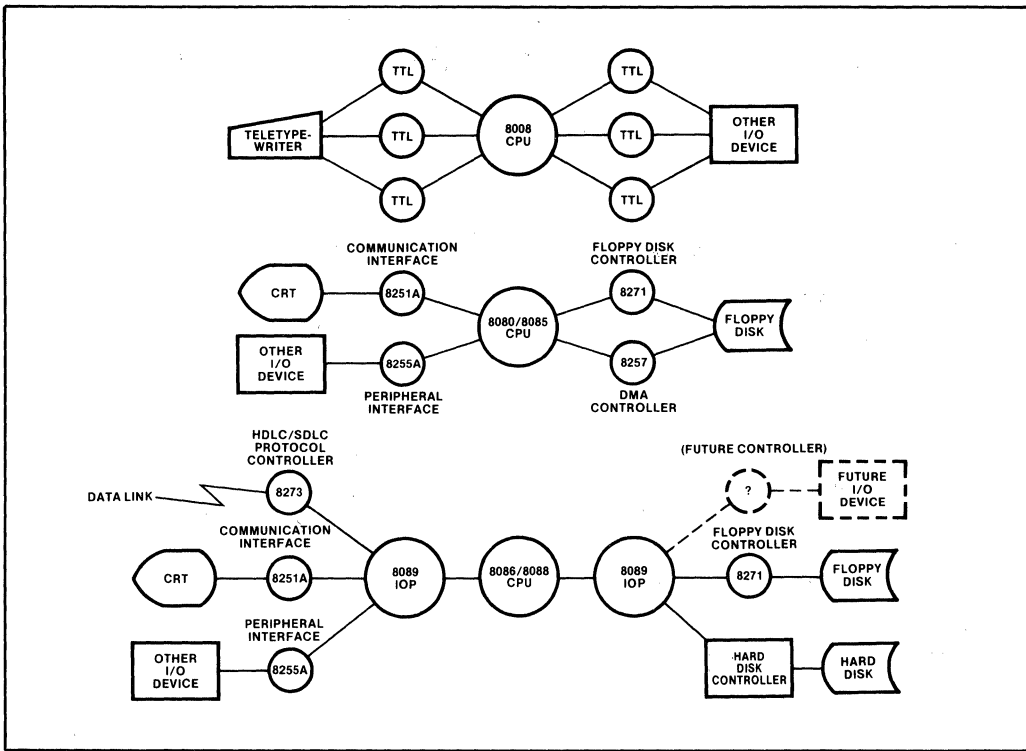 TTL
TTL
TELETYPE-
WRITER
TTL
8008
CPU
TTL
OTHER
I/O
DEVICE
TTL
TTL
COMMUNICATION
INTERFACE
FLOPPY DISK
CONTROLLER
CRT
8251A
8080/8085
CPU
8271
FLOPPY
DISK
OTHER
I/O
DEVICE
8255A
8257
PERIPHERAL
INTERFACE
DMA
CONTROLLER
HDLC/SDLC
PROTOCOL
CONTROLLER
(FUTURE CONTROLLER)
DATA LINK
8273
?
FUTURE
I/O
DEVICE
COMMUNICATION
INTERFACE
FLOPPY DISK
CONTROLLER
CRT
8251A
8089
IOP
8086/8088
CPU
8089
IOP
8271
FLOPPY
DISK
PERIPHERAL
INTERFACE
OTHER
I/O
DEVICE
8255A
HARD
DISK
CONTROLLER
HARD
DISK